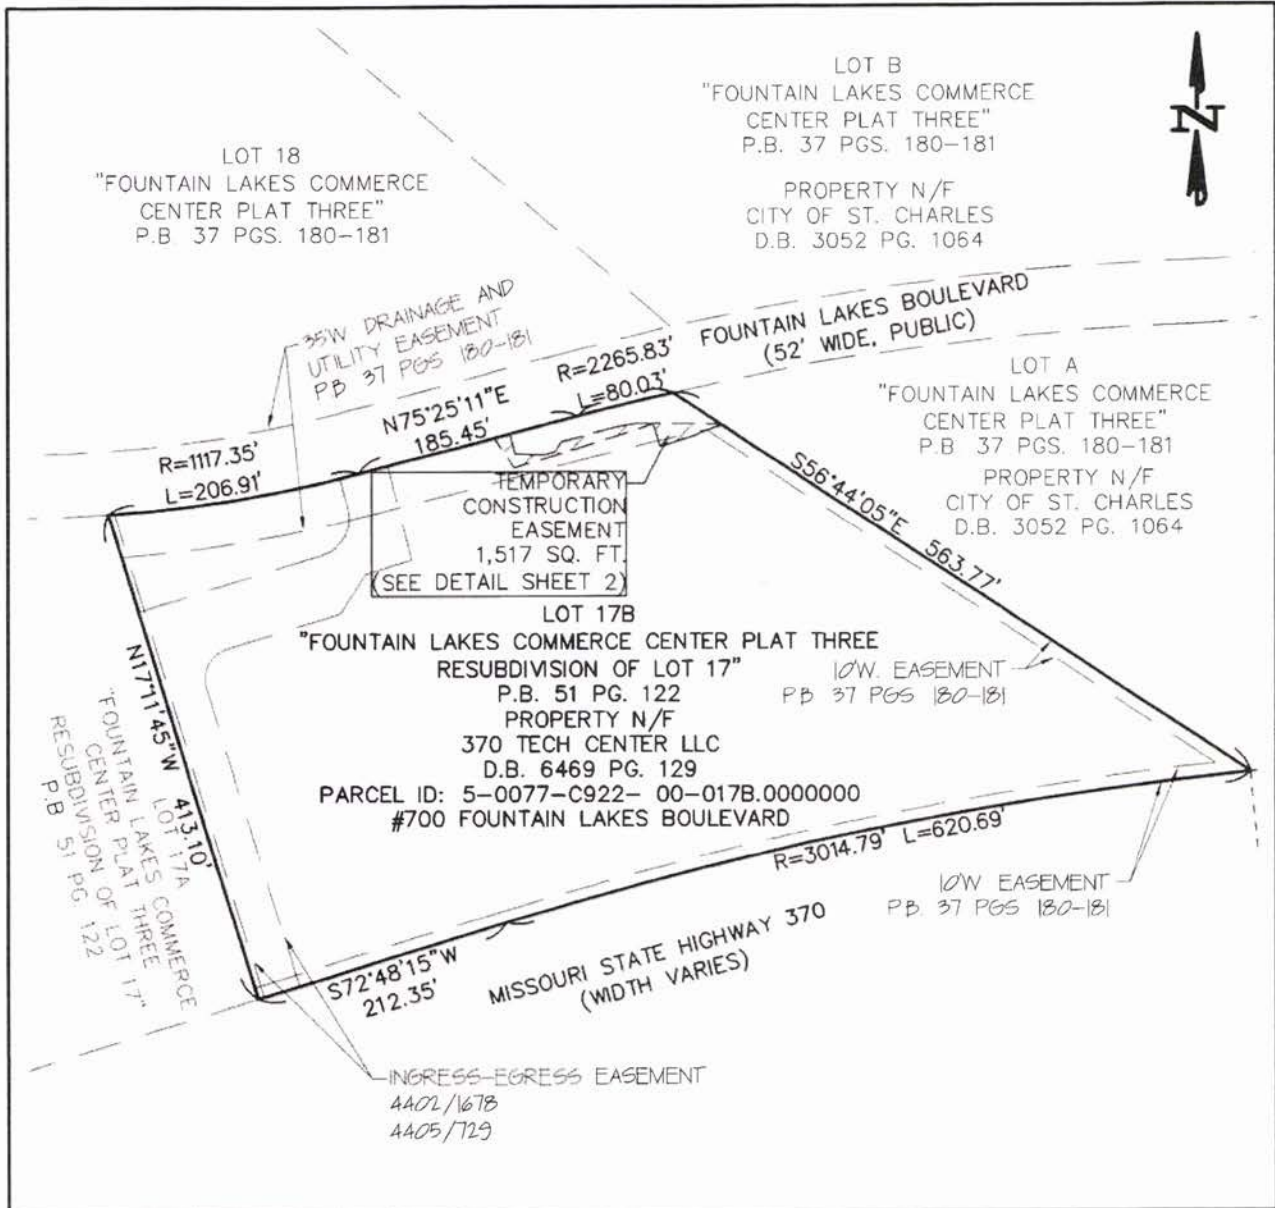 LOT B
"FOUNTAIN LAKES COMMERCE
CENTER PLAT THREE"
P.B. 37 PGS. 180-181
PROPERTY N/F
CITY OF ST. CHARLES
D.B. 3052 PG. 1064
N
LOT 18
"FOUNTAIN LAKES COMMERCE
CENTER PLAT THREE"
P.B 37 PGS. 180-181
35'W DRAINAGE AND
UTILITY EASEMENT
PB 37 PGS 180-181
FOUNTAIN LAKES BOULEVARD
(52' WIDE, PUBLIC)
R=2265.83'
L=80.03'
N75°25'11"E
185.45'
R=1117.35'
L=206.91'
LOT A
"FOUNTAIN LAKES COMMERCE
CENTER PLAT THREE"
P.B 37 PGS. 180-181
PROPERTY N/F
CITY OF ST. CHARLES
D.B. 3052 PG. 1064
TEMPORARY
CONSTRUCTION
EASEMENT
1,517 SQ. FT.
(SEE DETAIL SHEET 2)
S56°44'05"E 563.77'
LOT 17B
"FOUNTAIN LAKES COMMERCE CENTER PLAT THREE
RESUBDIVISION OF LOT 17"
P.B. 51 PG. 122
PROPERTY N/F
370 TECH CENTER LLC
D.B. 6469 PG. 129
PARCEL ID: 5-0077-C922- 00-017B.0000000
#700 FOUNTAIN LAKES BOULEVARD
10'W. EASEMENT
PB 37 PGS 180-181
N17°11'45"W 413.10'
LOT 17A
"FOUNTAIN LAKES COMMERCE
CENTER PLAT THREE
RESUBDIVISION OF LOT 17"
P.B 51 PG 122
R=3014.79' L=620.69'
10'W EASEMENT
PB. 37 PGS 180-181
S72°48'15"W
212.35'
MISSOURI STATE HIGHWAY 370
(WIDTH VARIES)
INGRESS-EGRESS EASEMENT
4402/1678
4405/729